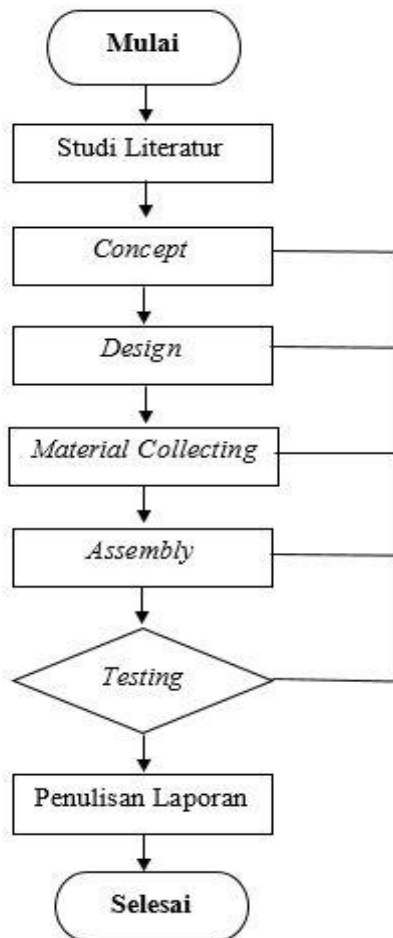 Mulai
Studi Literatur
Concept
Design
Material Collecting
Assembly
Testing
Penulisan Laporan
Selesai